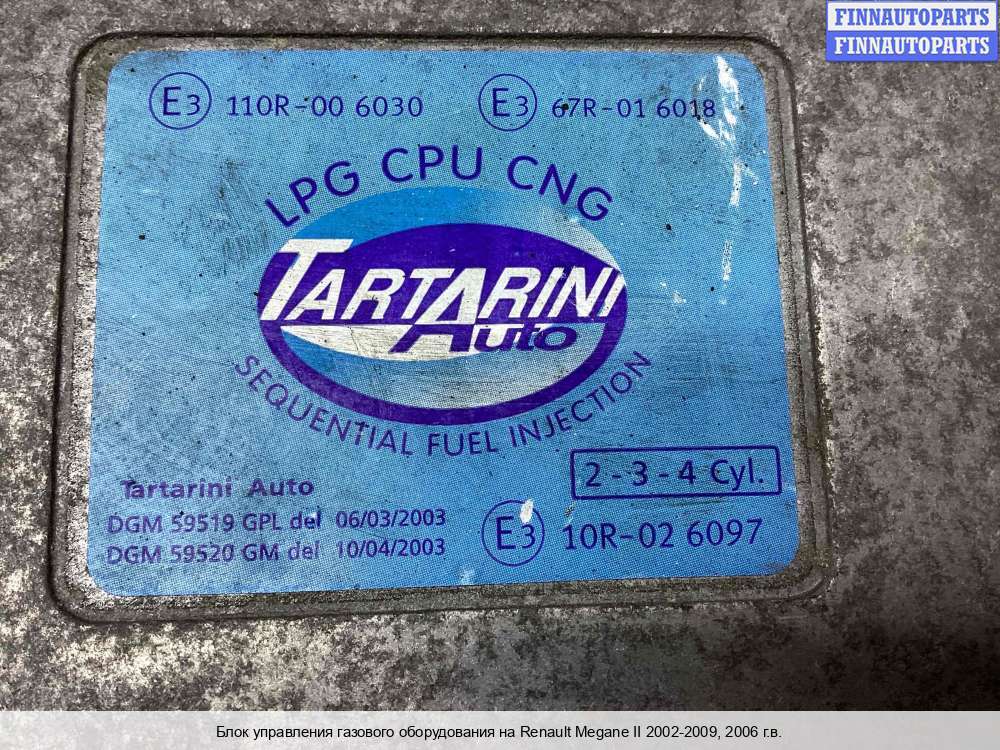 FINNAUTOPARTS
FINNAUTOPARTS
E3 110R-00 6030 E3 67R-01 6018
LPG CPU CNG
TARTARINI
Auto
SEQUENTIAL FUEL INJECTION
2 - 3 - 4 Cyl.
Tartarini Auto
DGM 59519 GPL del 06/03/2003
DGM 59520 GM del 10/04/2003
E3 10R-02 6097
Блок управления газового оборудования на Renault Megane II 2002-2009, 2006 г.в.